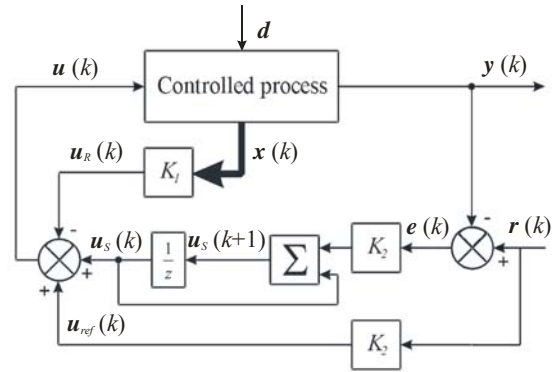 d
u (k)
y (k)
Controlled process
u_R (k)
x (k)
K_1
-
-
u_S (k)
u_S (k+1)
e (k)
r (k)
K_2
+
1/z
Σ
+
+
u_ref (k)
K_2